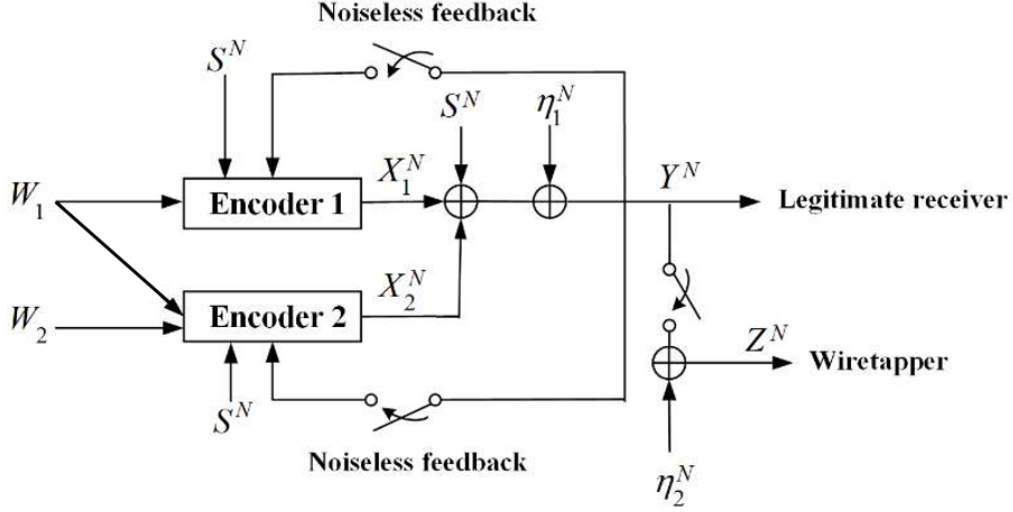 Noiseless feedback
S^N
S^N
η_1^N
W_1
Encoder 1
X_1^N
Y^N
Legitimate receiver
W_2
Encoder 2
X_2^N
Z^N
Wiretapper
S^N
Noiseless feedback
η_2^N